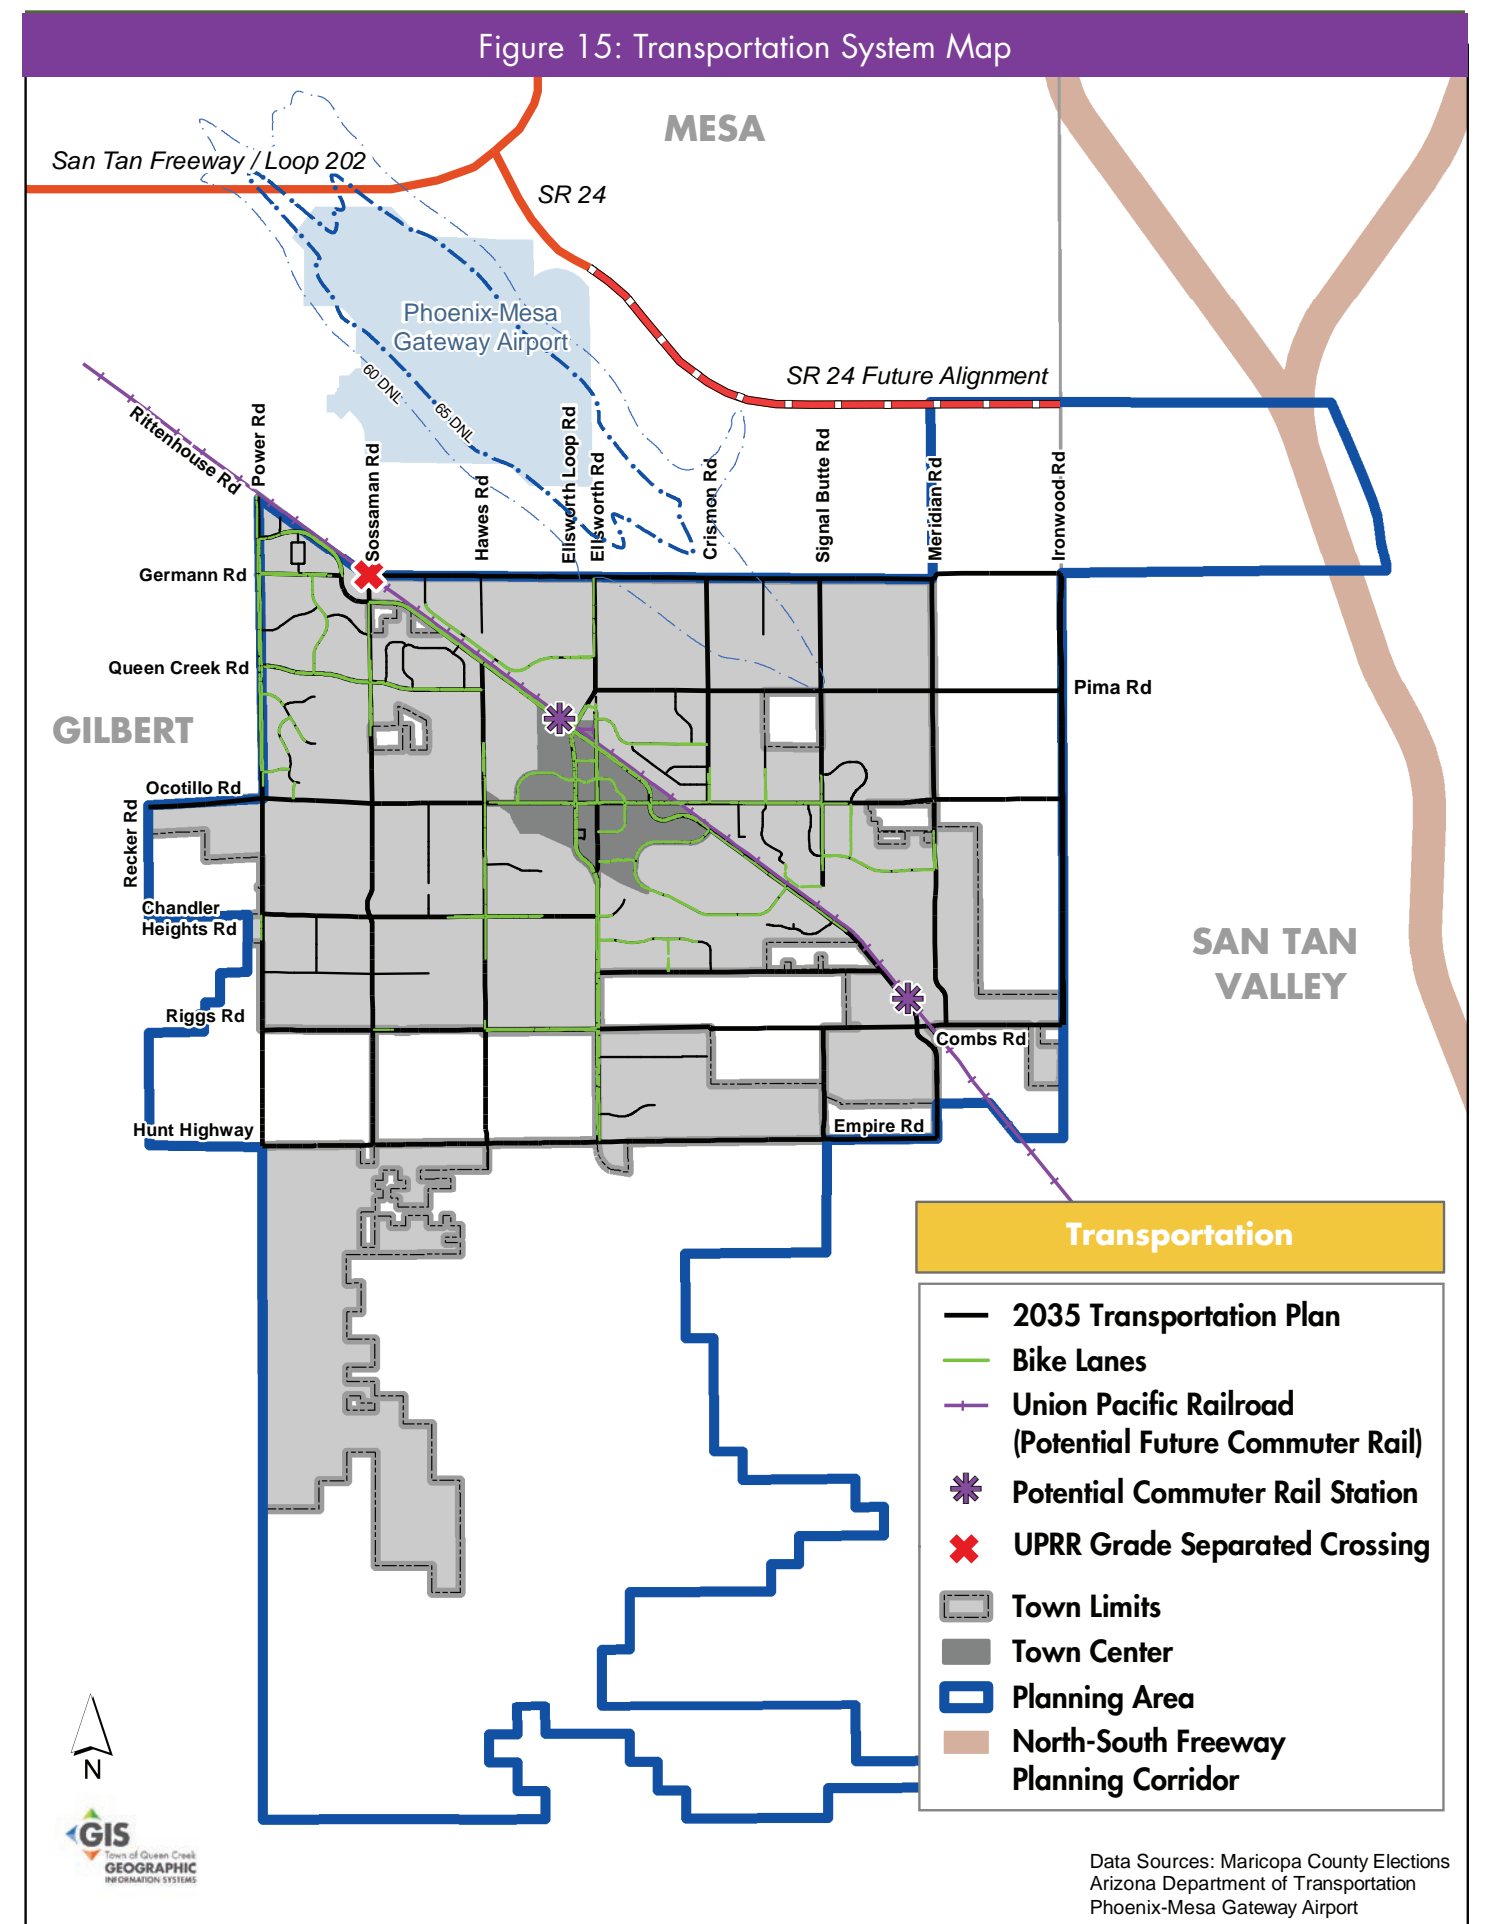 Figure 15: Transportation System Map
MESA
San Tan Freeway / Loop 202
SR 24
Phoenix-Mesa
Gateway Airport
60 DNL
65 DNL
SR 24 Future Alignment
Rittenhouse Rd
Power Rd
Sossaman Rd
Hawes Rd
Ellsworth Loop Rd
Ellsworth Rd
Crismon Rd
Signal Butte Rd
Meridian Rd
Ironwood Rd
Germann Rd
Queen Creek Rd
Pima Rd
GILBERT
Ocotillo Rd
Recker Rd
Chandler
Heights Rd
SAN TAN
VALLEY
Riggs Rd
Combs Rd
Hunt Highway
Empire Rd
Transportation
2035 Transportation Plan
Bike Lanes
Union Pacific Railroad
(Potential Future Commuter Rail)
Potential Commuter Rail Station
UPRR Grade Separated Crossing
Town Limits
Town Center
Planning Area
North-South Freeway
Planning Corridor
N
GIS
Town of Queen Creek
GEOGRAPHIC
INFORMATION SYSTEMS
Data Sources: Maricopa County Elections
Arizona Department of Transportation
Phoenix-Mesa Gateway Airport